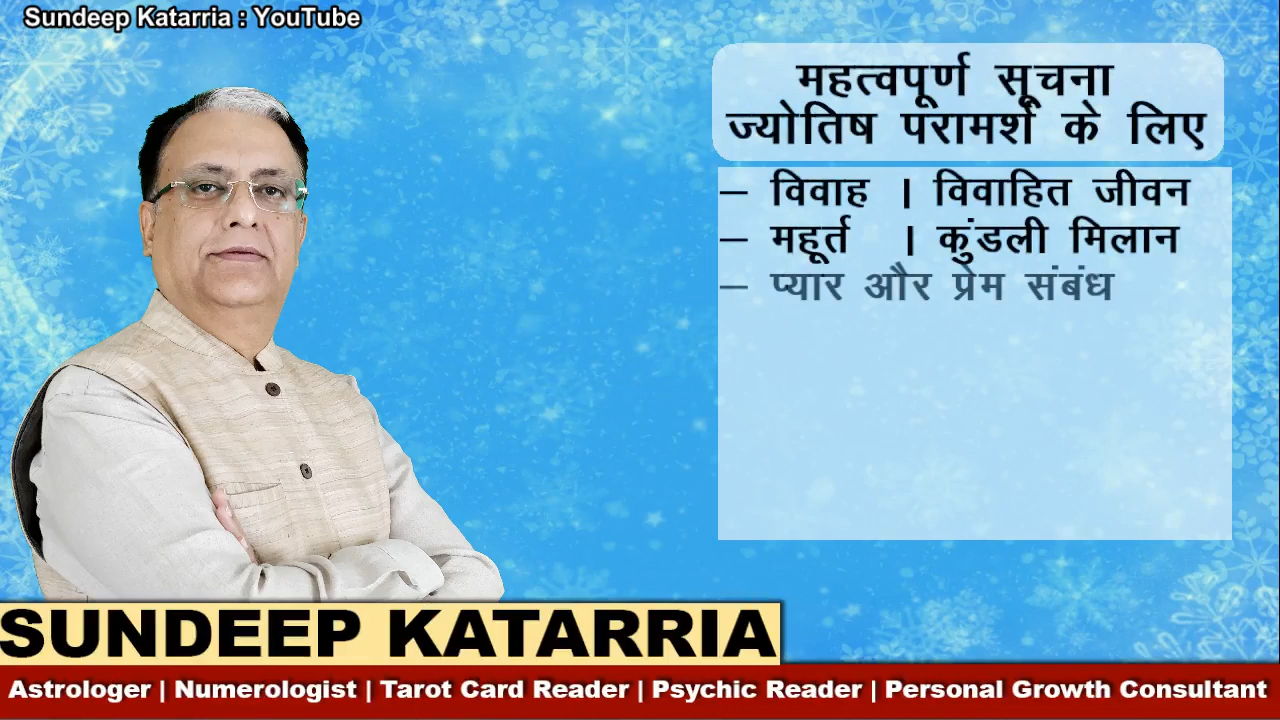 Sundeep Katarria : YouTube
महत्वपूर्ण सूचना
ज्योतिष परामर्श के लिए
– विवाह । विवाहित जीवन
– महूर्त । कुंडली मिलान
– प्यार और प्रेम संबंध
SUNDEEP KATARRIA
Astrologer | Numerologist | Tarot Card Reader | Psychic Reader | Personal Growth Consultant